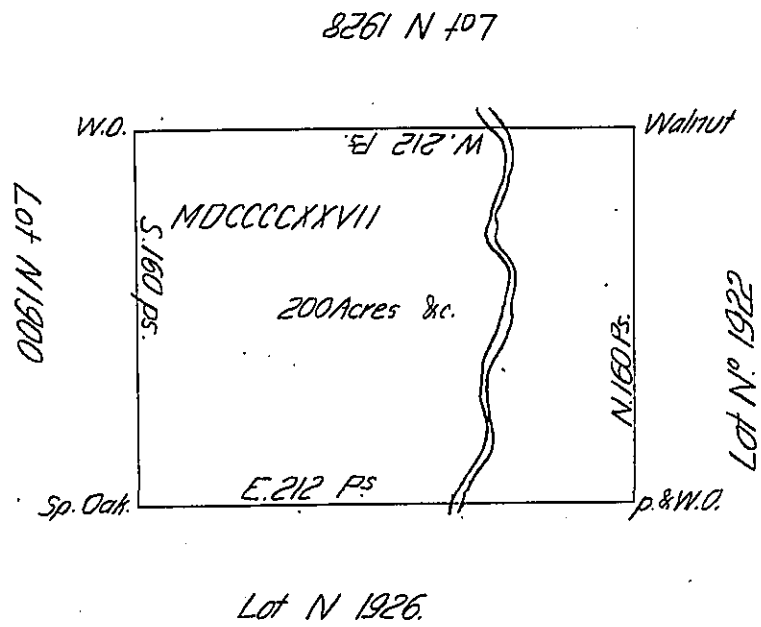 Lot N 1928
W.O.
W. 212 Ps.
Walnut
MDCCCCXXVII
S. 160 ps.
Lot N 1900
200 Acres &c.
N. 160 Ps.
Lot No. 1922
Sp. Oak.
E. 212 Ps
p. & W.O.
Lot N 1926.